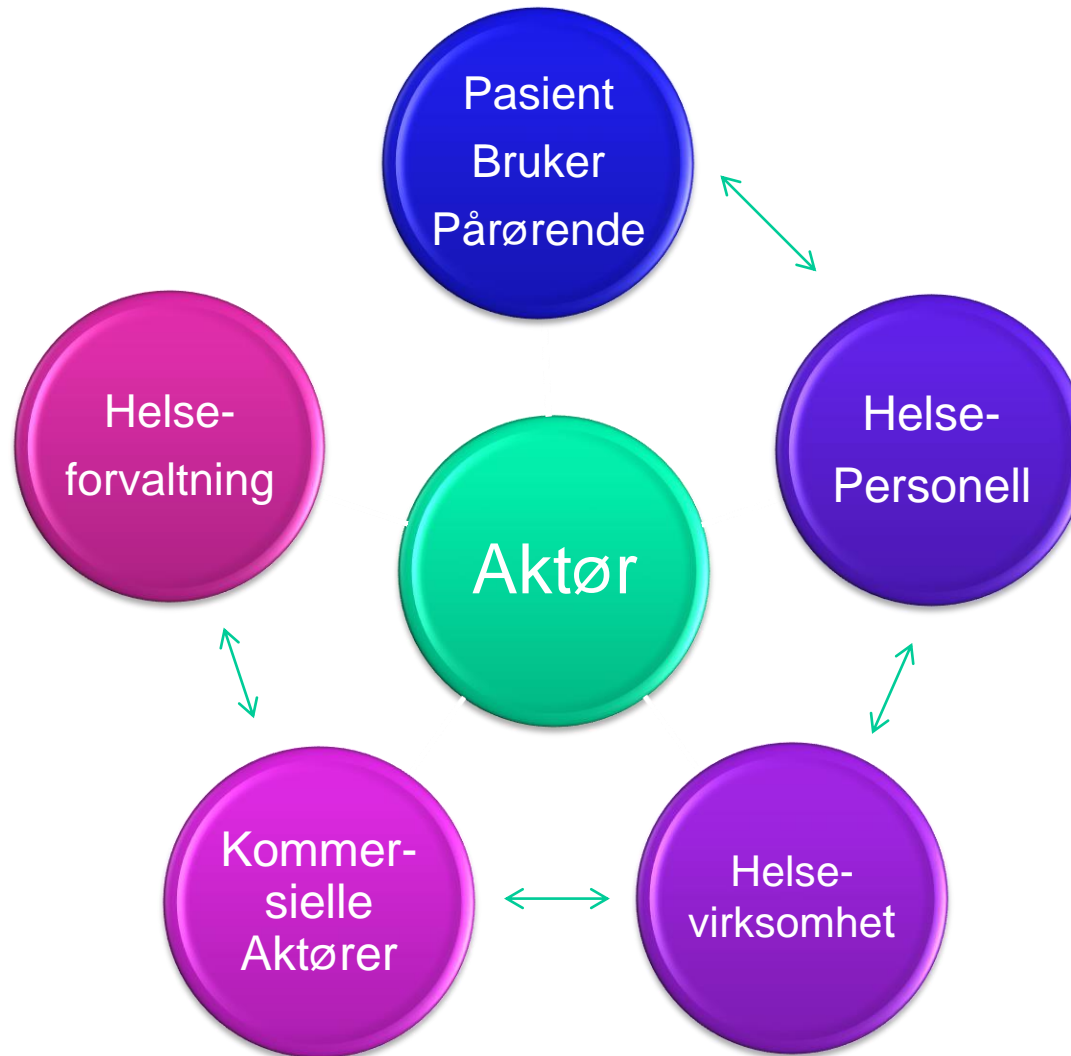 Pasient
Bruker
Pårørende
Helse-
forvaltning
Helse-
Personell
Aktør
Kommer-
sielle
Aktører
Helse-
virksomhet